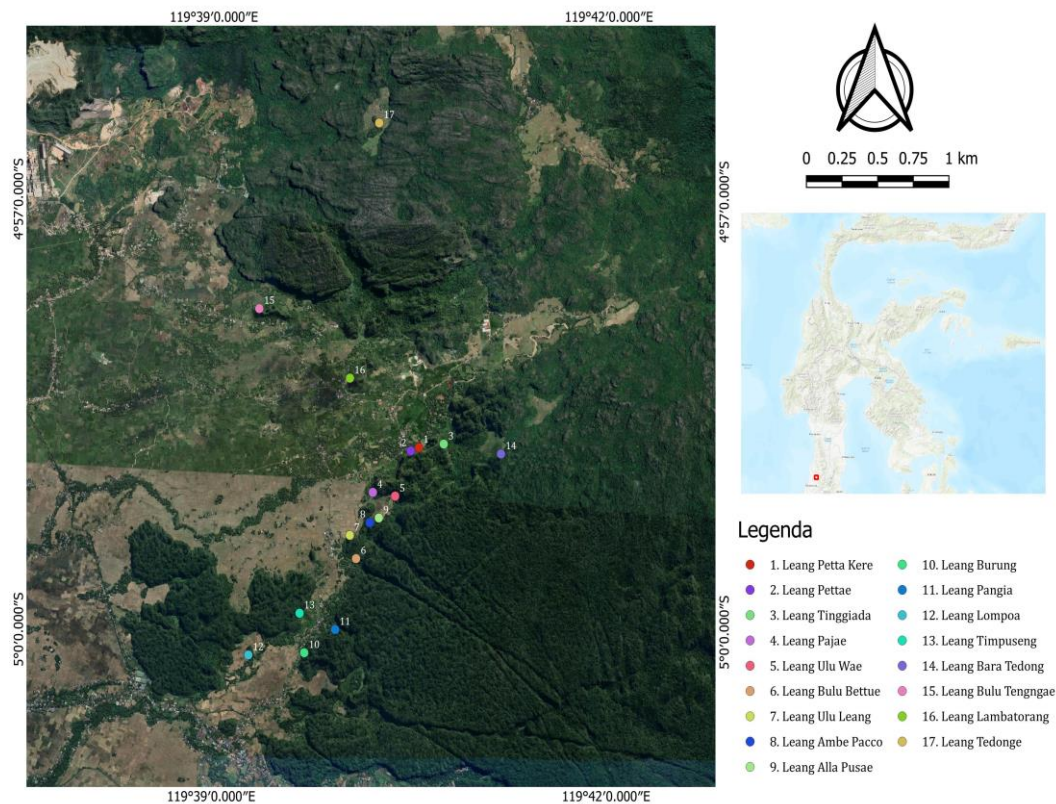 119°39'0.000"E
119°42'0.000"E
4°57'0.000"S
4°57'0.000"S
5°0'0.000"S
5°0'0.000"S
119°39'0.000"E
119°42'0.000"E
17
15
16
1
2
3
14
4
5
9
8
7
6
13
11
10
12
0 0.25 0.5 0.75 1 km
Legenda
1. Leang Petta Kere
2. Leang Pettae
3. Leang Tinggiada
4. Leang Pajae
5. Leang Ulu Wae
6. Leang Bulu Bettue
7. Leang Ulu Leang
8. Leang Ambe Pacco
9. Leang Alla Pusae
10. Leang Burung
11. Leang Pangia
12. Leang Lompoa
13. Leang Timpuseng
14. Leang Bara Tedong
15. Leang Bulu Tengngae
16. Leang Lambatorang
17. Leang Tedonge